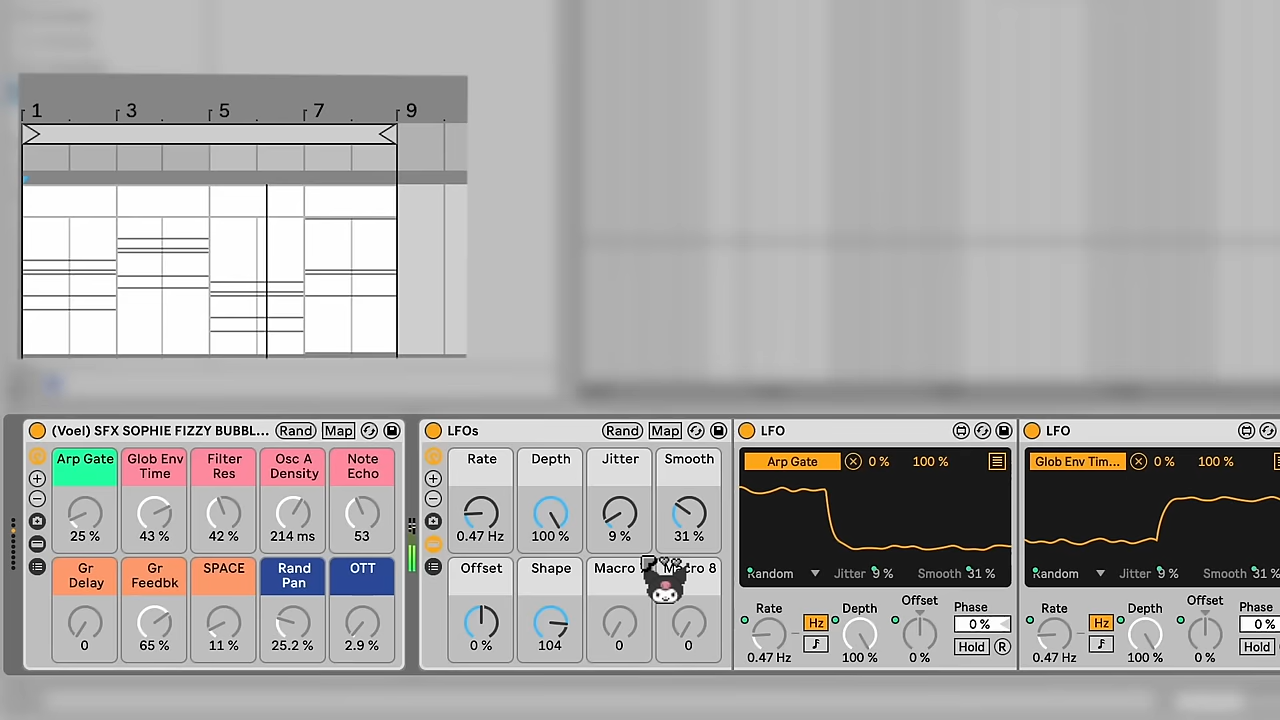 1 3 5 7 9
(Voel) SFX SOPHIE FIZZY BUBBL... Rand Map
Arp Gate Glob Env Time Filter Res Osc A Density Note Echo
25 % 43 % 42 % 214 ms 53
Gr Delay Gr Feedbk SPACE Rand Pan OTT
0 65 % 11 % 25.2 % 2.9 %
LFOs Rand Map
Rate Depth Jitter Smooth
0.47 Hz 100 % 9 % 31 %
Offset Shape Macro 8
0 % 104 0 0
LFO
Arp Gate 0 % 100 %
Random Jitter 9 % Smooth 31 %
Rate Hz Depth Offset Phase
0 %
Hold R
0.47 Hz 100 % 0 %
LFO
Glob Env Tim... 0 % 100 %
Random Jitter 9 % Smooth 31 %
Rate Hz Depth Offset Phase
0 %
Hold
0.47 Hz 100 % 0 %